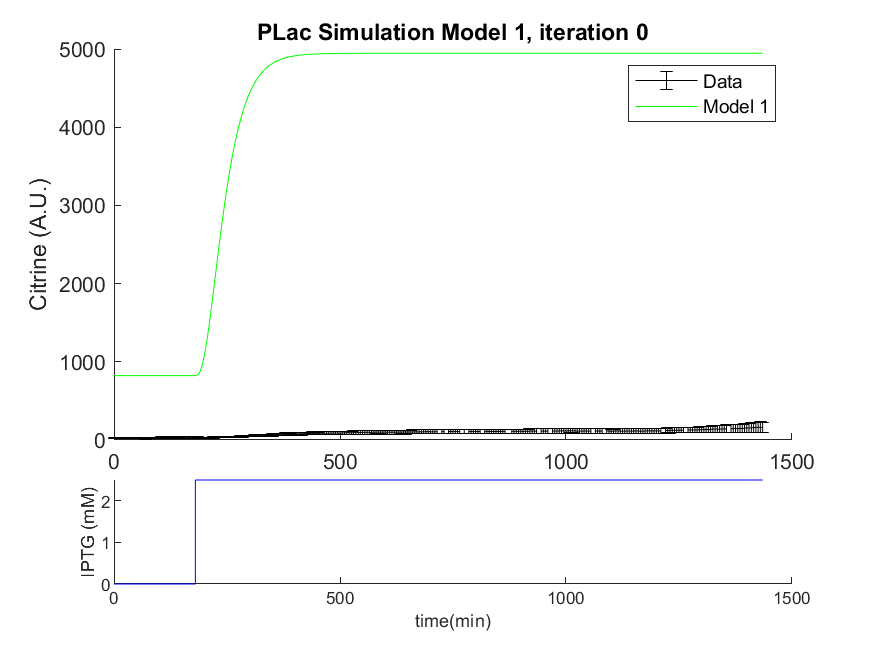 PLac Simulation Model 1, iteration 0
5000
4000
3000
2000
1000
0
Citrine (A.U.)
Data
Model 1
0 500 1000 1500
2
1
0
IPTG (mM)
0 500 1000 1500
time(min)